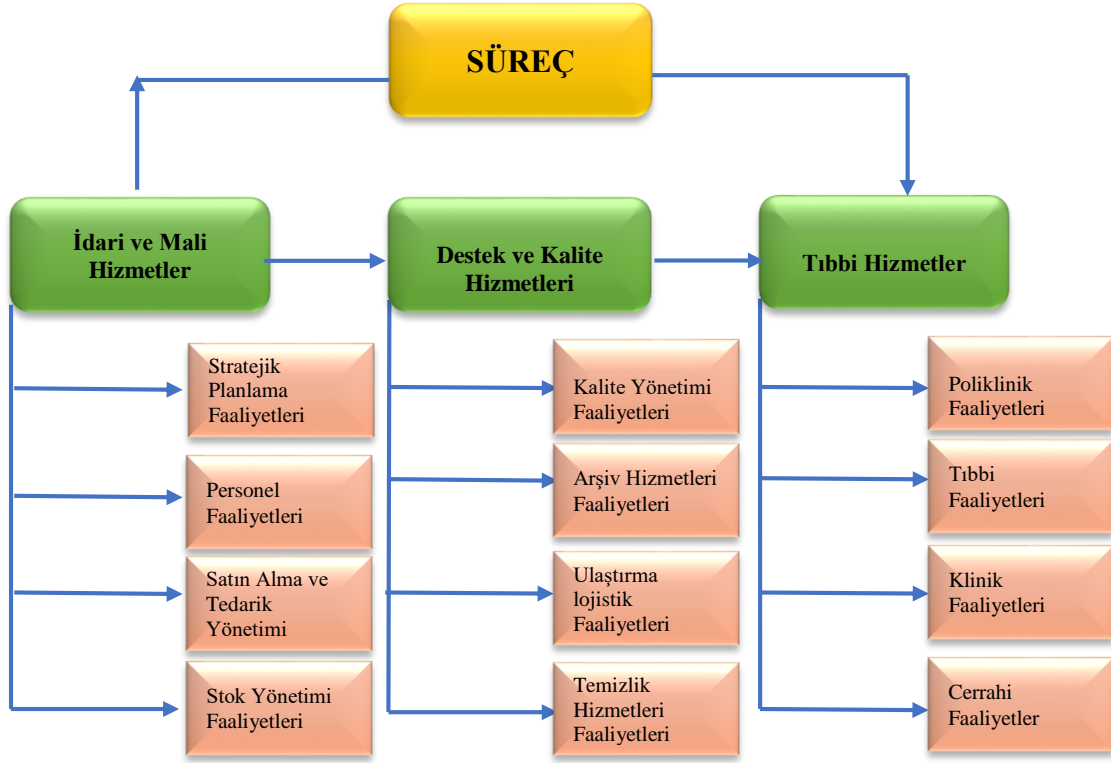 SÜREÇ
İdari ve Mali
Hizmetler
Destek ve Kalite
Hizmetleri
Tıbbi Hizmetler
Stratejik
Planlama
Faaliyetleri
Personel
Faaliyetleri
Satın Alma ve
Tedarik
Yönetimi
Stok Yönetimi
Faaliyetleri
Kalite Yönetimi
Faaliyetleri
Arşiv Hizmetleri
Faaliyetleri
Ulaştırma
lojistik
Faaliyetleri
Temizlik
Hizmetleri
Faaliyetleri
Poliklinik
Faaliyetleri
Tıbbi
Faaliyetleri
Klinik
Faaliyetleri
Cerrahi
Faaliyetler